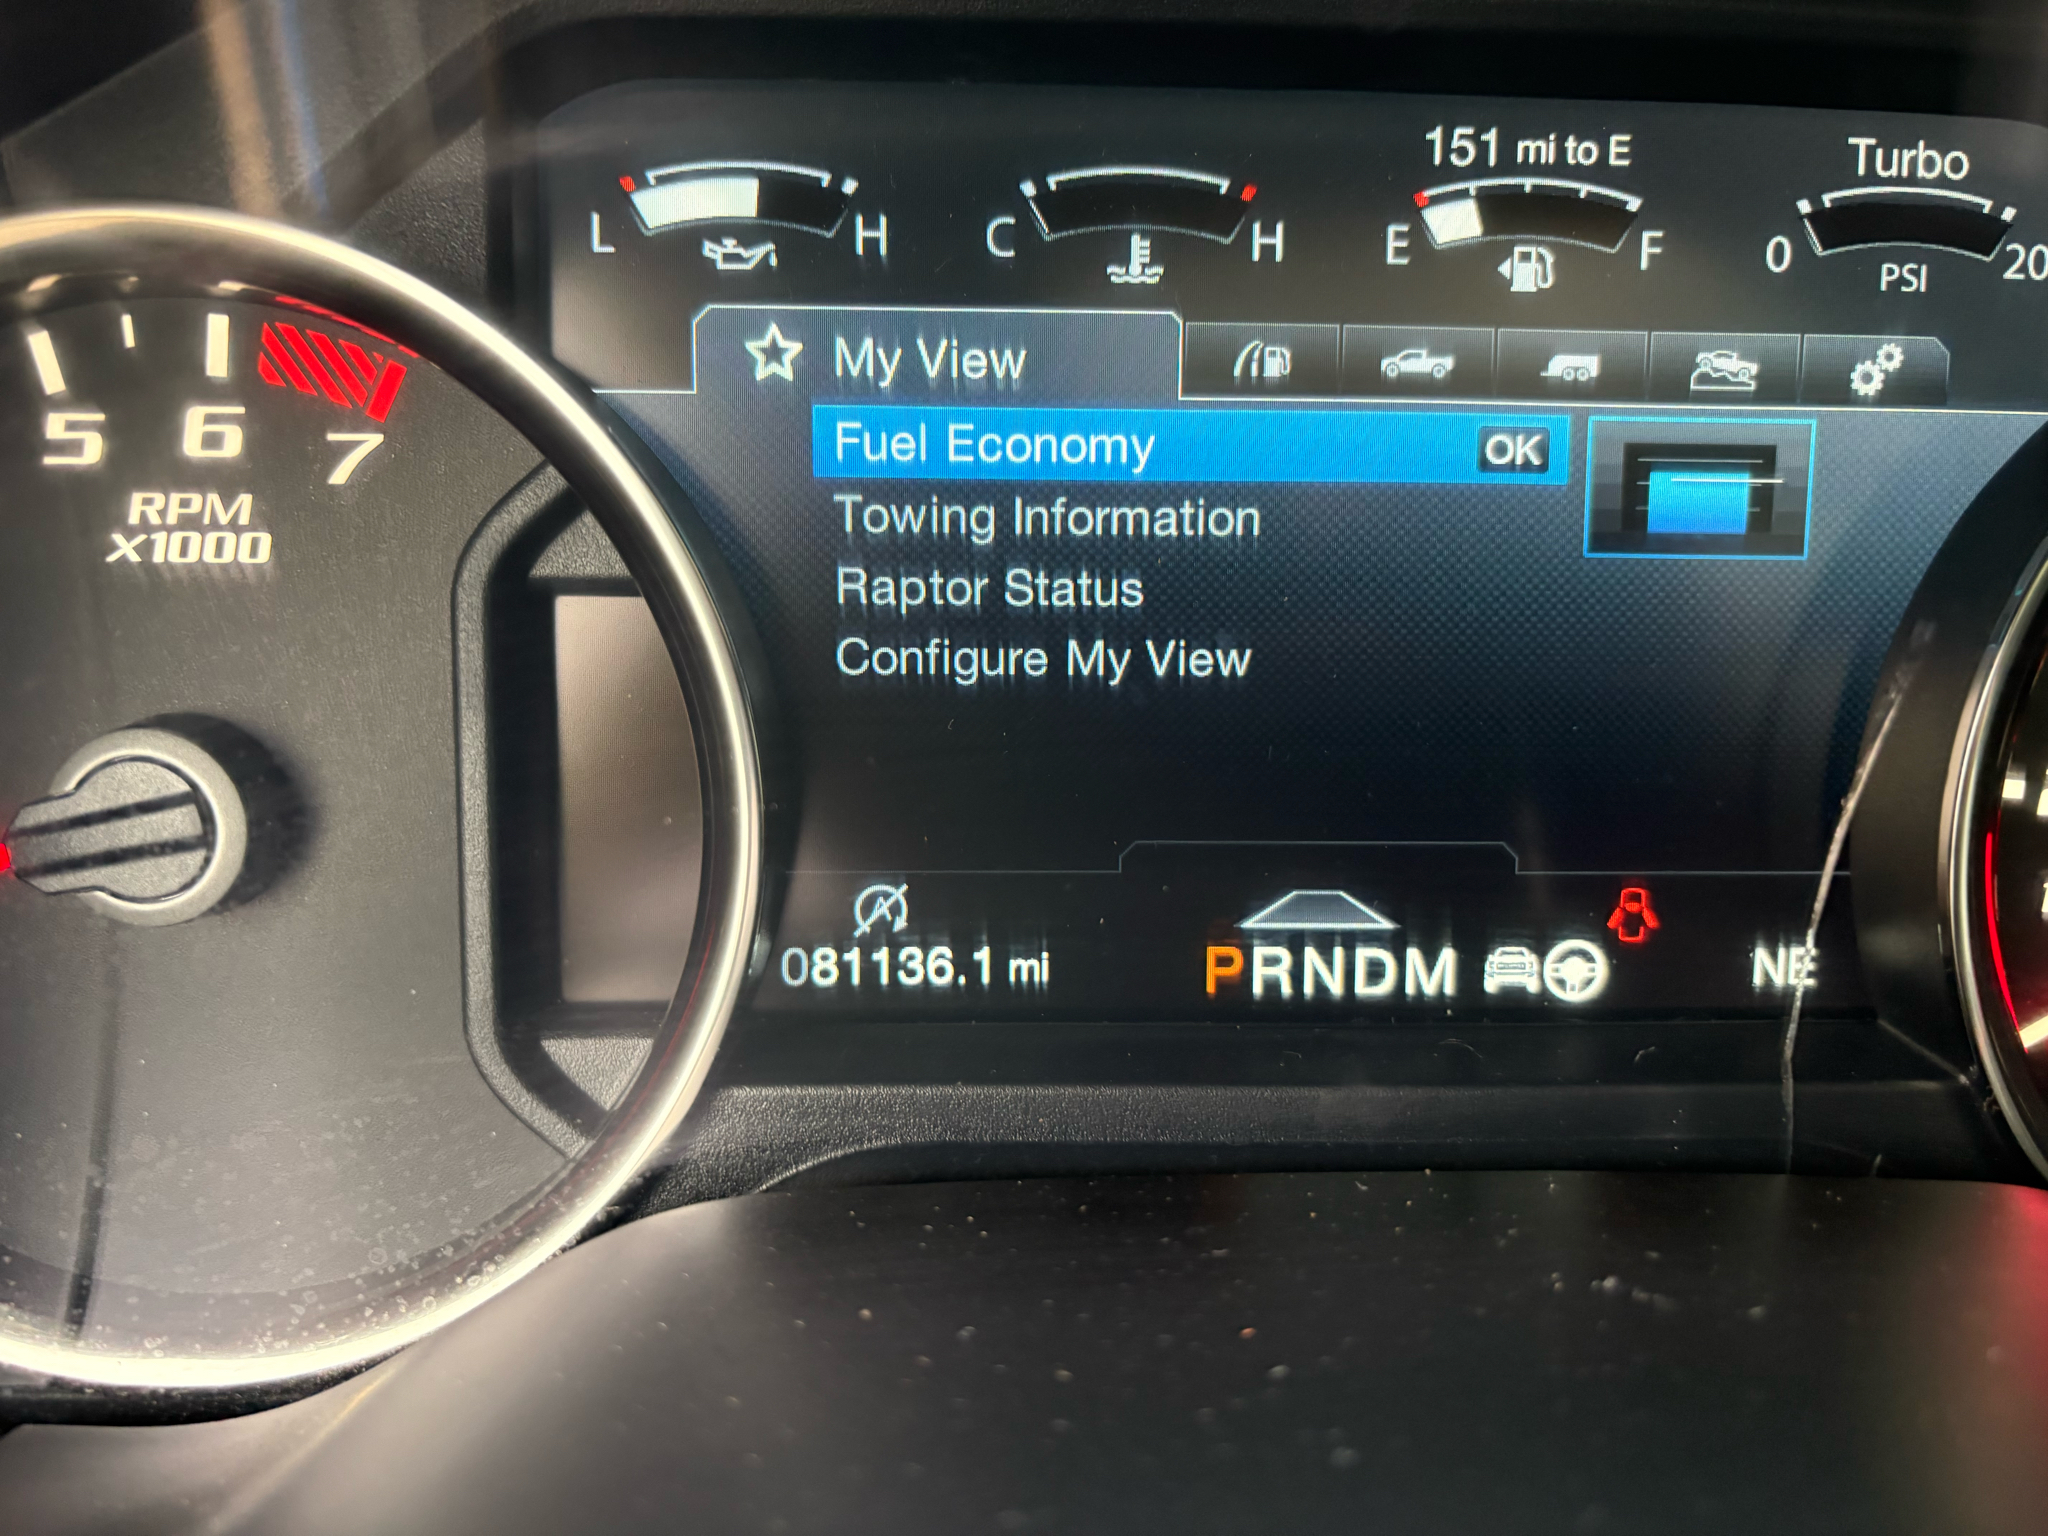 151 mi to E
Turbo
L H
C H
E F
0 20
PSI
My View
5 6 7
RPM
x1000
Fuel Economy OK
Towing Information
Raptor Status
Configure My View
A
081136.1 mi
PRNDM
NE